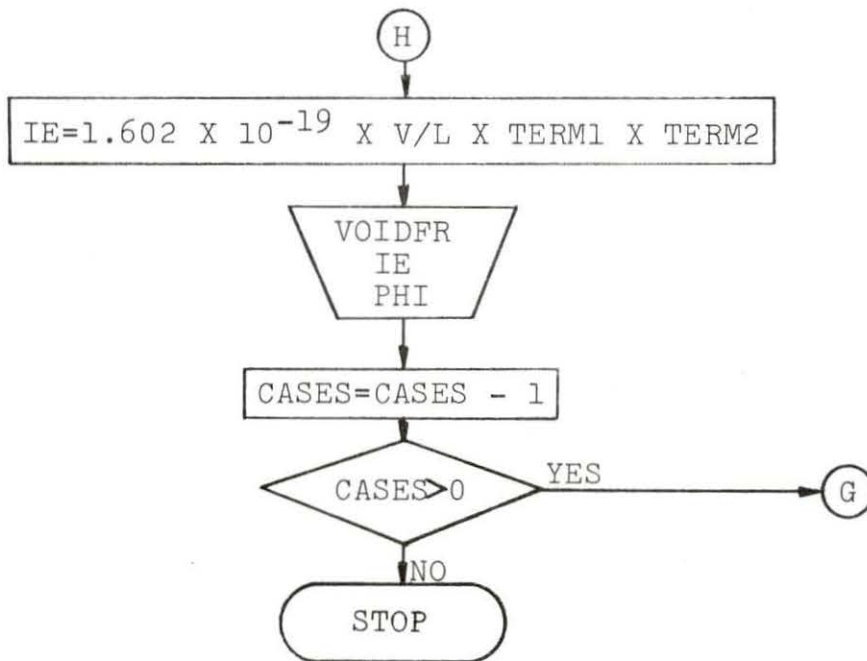 H
IE=1.602 X 10^-19 X V/L X TERM1 X TERM2
VOIDFR
IE
PHI
CASES=CASES - 1
CASES>0
YES
G
NO
STOP